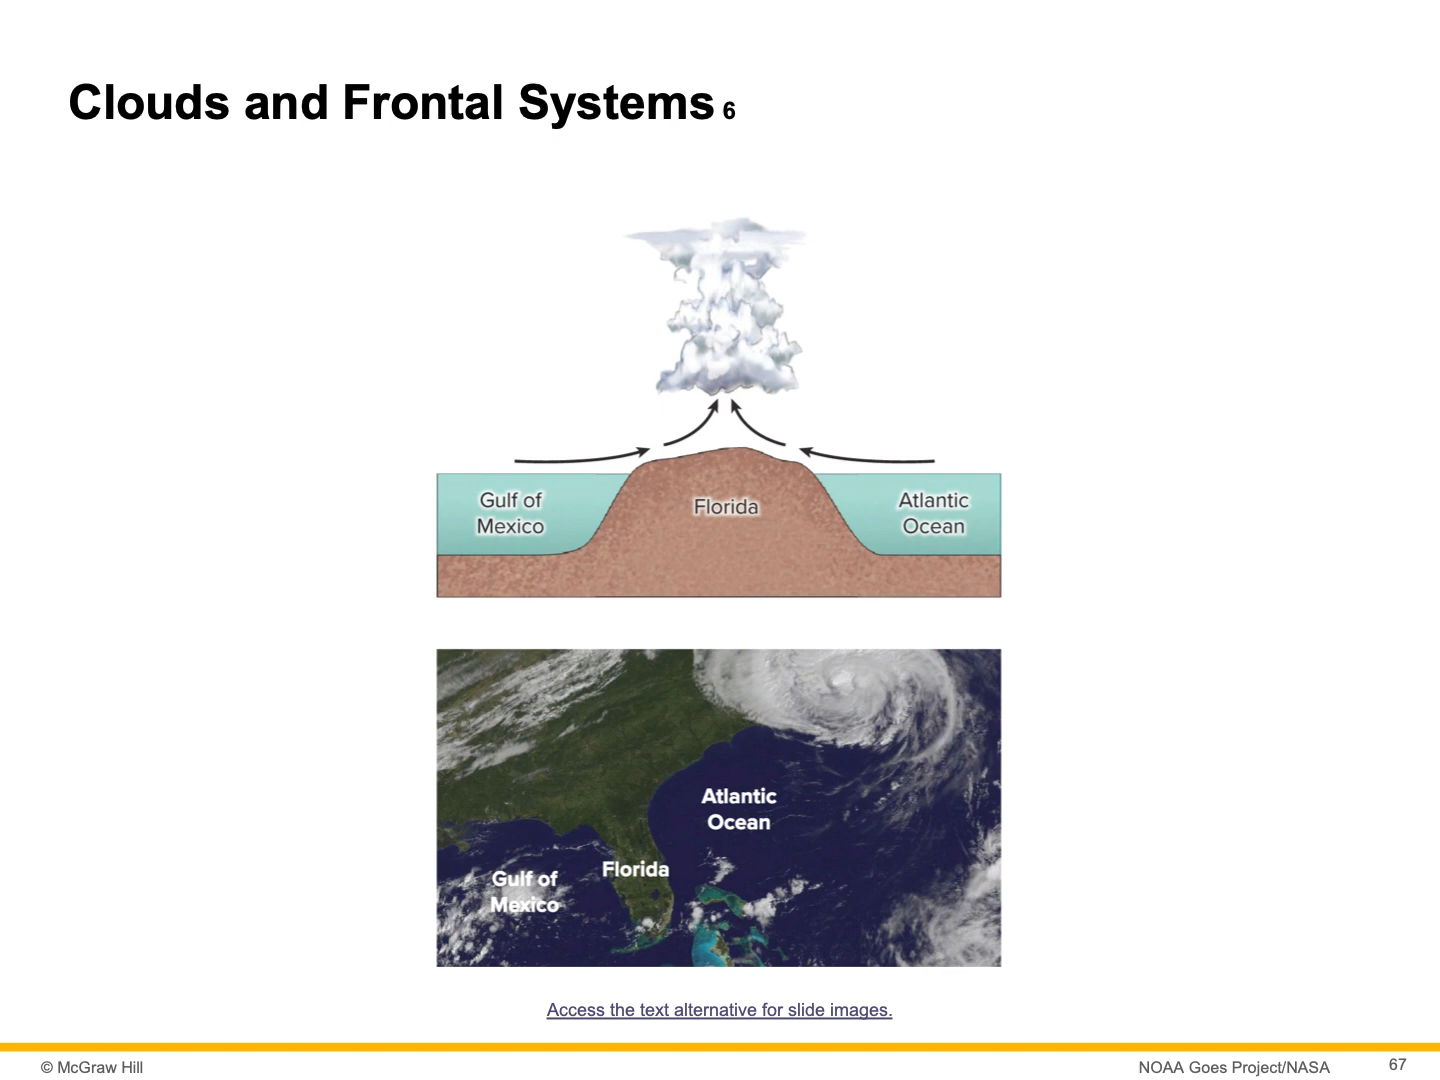 Clouds and Frontal Systems 6
Gulf of
Mexico
Florida
Atlantic
Ocean
Atlantic
Ocean
Florida
Gulf of
Mexico
Access the text alternative for slide images.
© McGraw Hill
NOAA Goes Project/NASA
67